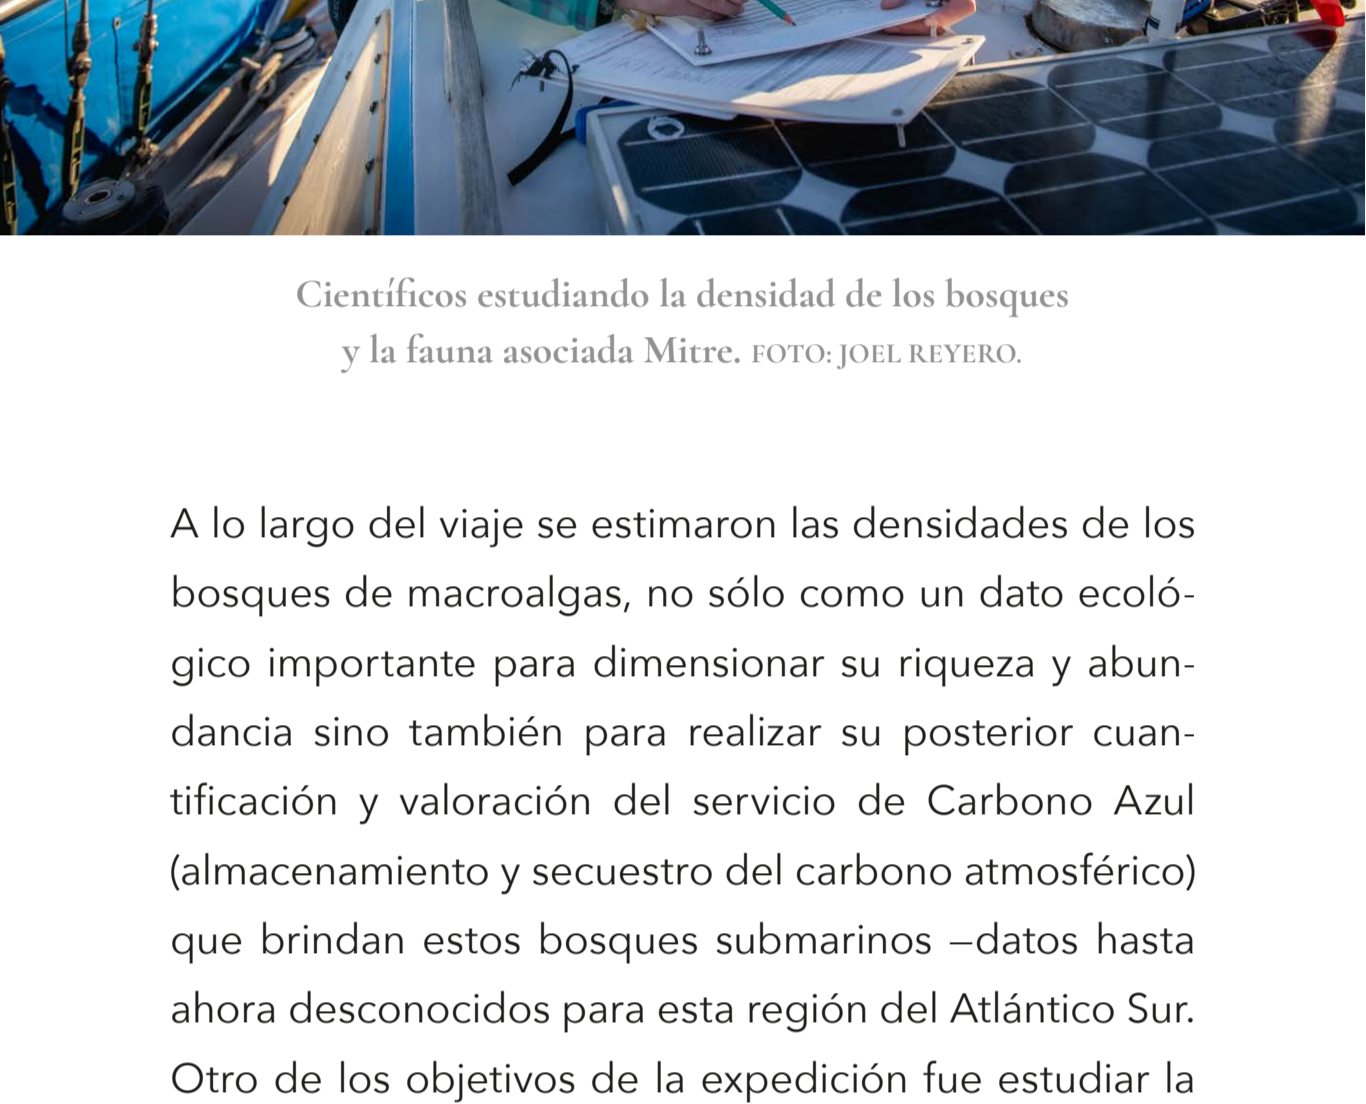 Científicos estudiando la densidad de los bosques
y la fauna asociada Mitre. FOTO: JOEL REYERO.
A lo largo del viaje se estimaron las densidades de los
bosques de macroalgas, no sólo como un dato ecoló-
gico importante para dimensionar su riqueza y abun-
dancia sino también para realizar su posterior cuan-
tificación y valoración del servicio de Carbono Azul
(almacenamiento y secuestro del carbono atmosférico)
que brindan estos bosques submarinos —datos hasta
ahora desconocidos para esta región del Atlántico Sur.
Otro de los objetivos de la expedición fue estudiar la